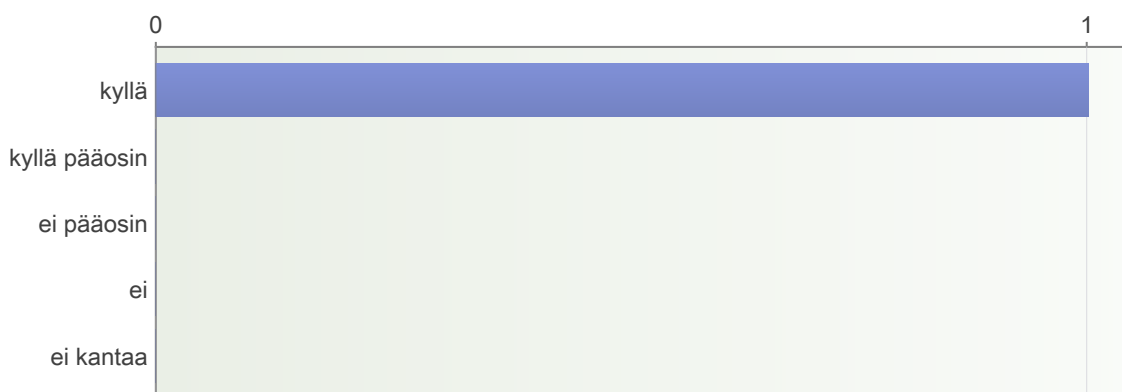 0 1
kyllä
kyllä pääosin
ei pääosin
ei
ei kantaa